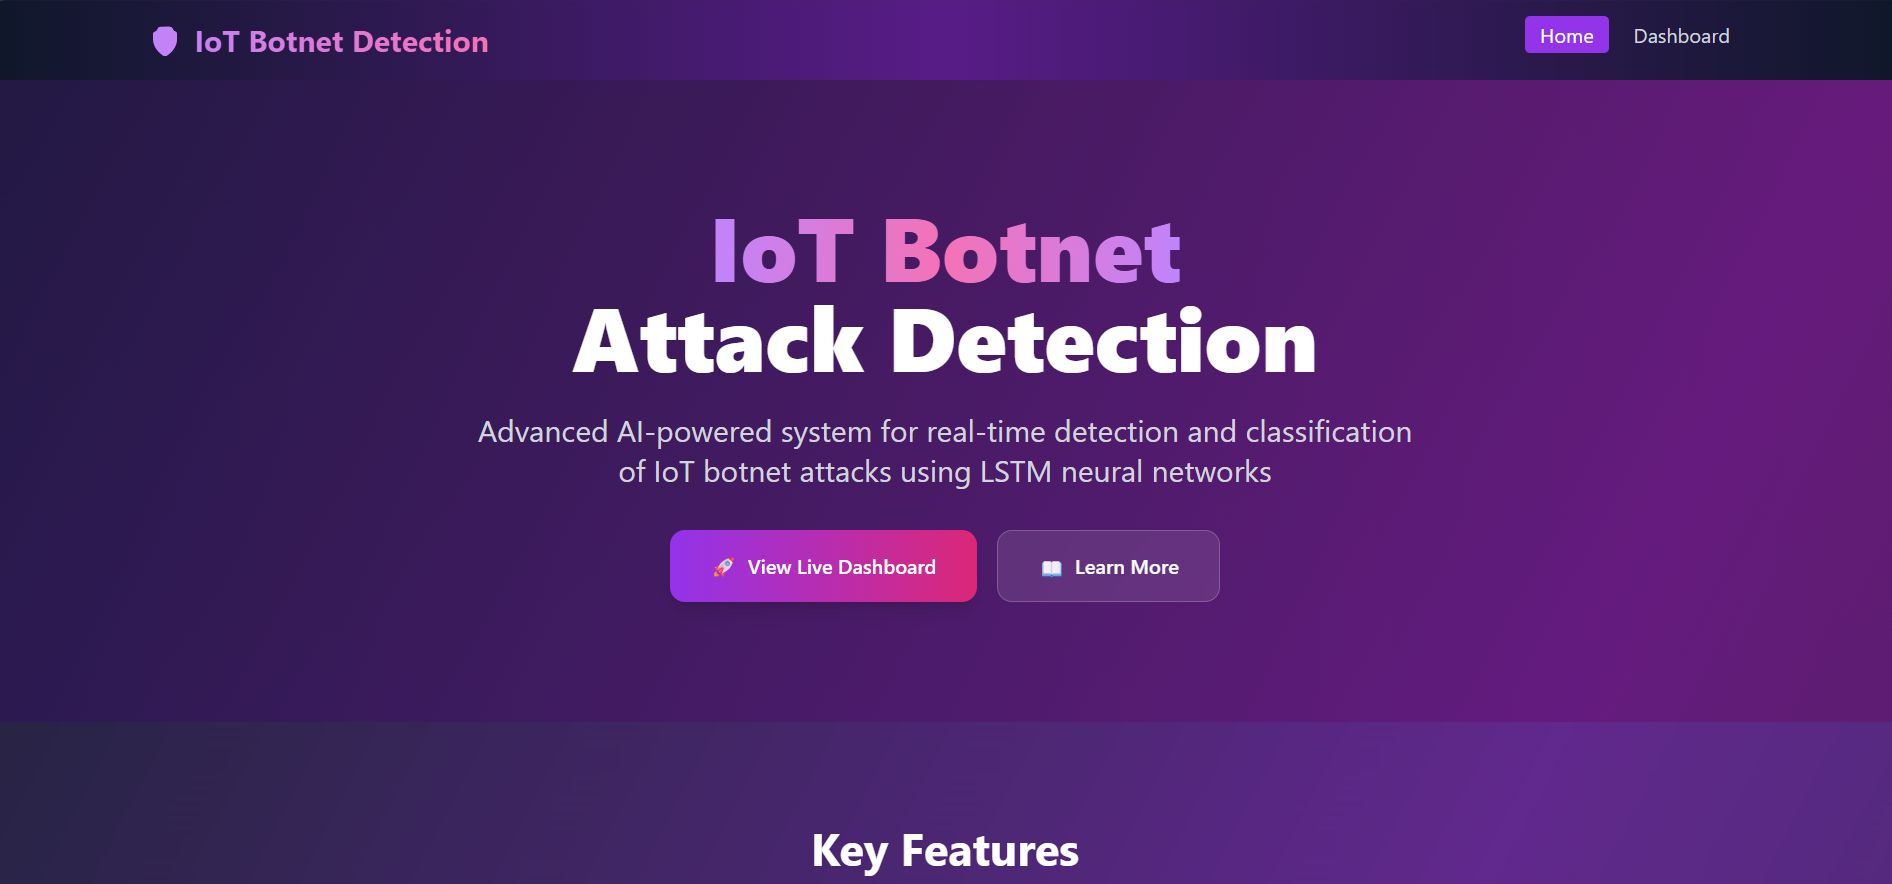 IoT Botnet Detection
Home
Dashboard
IoT Botnet
Attack Detection
Advanced AI-powered system for real-time detection and classification
of IoT botnet attacks using LSTM neural networks
View Live Dashboard
Learn More
Key Features